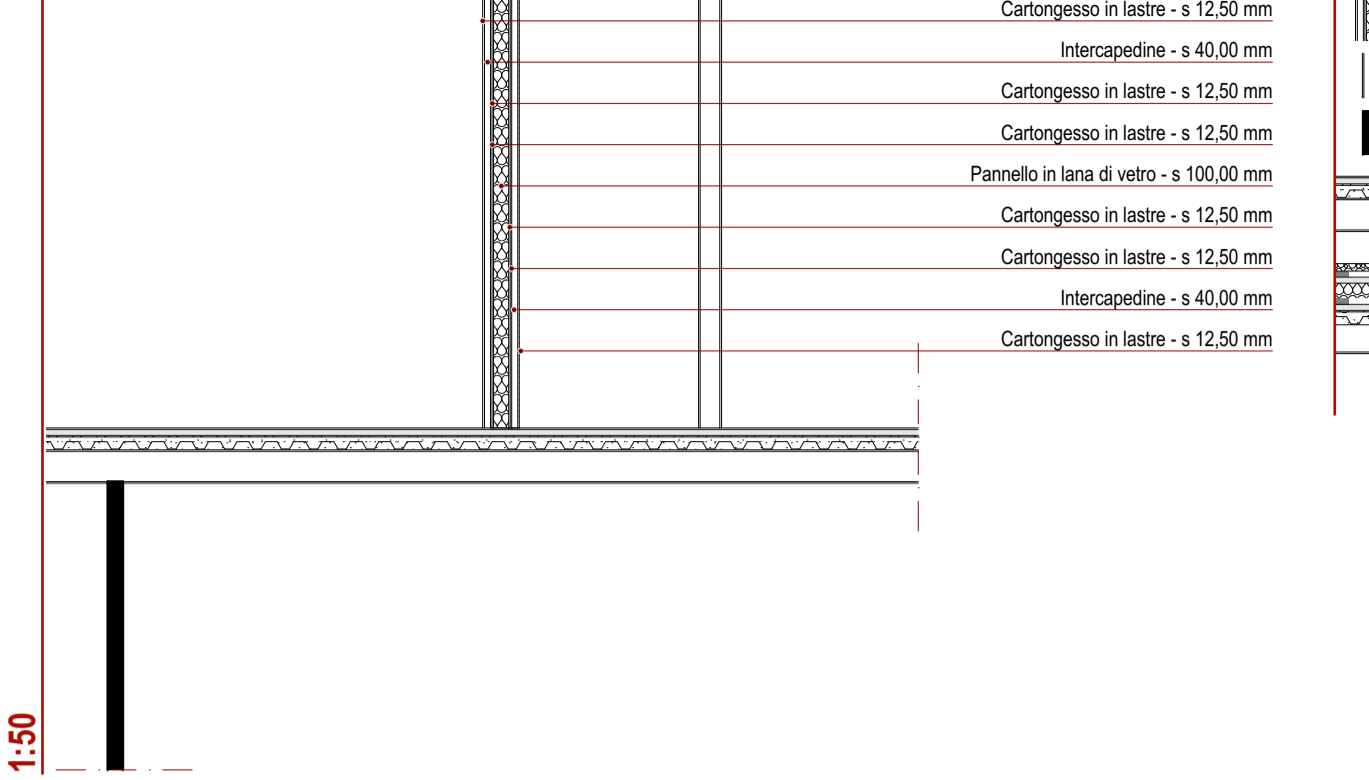 Cartongesso in lastre - s 12,50 mm
Intercapedine - s 40,00 mm
Cartongesso in lastre - s 12,50 mm
Cartongesso in lastre - s 12,50 mm
Pannello in lana di vetro - s 100,00 mm
Cartongesso in lastre - s 12,50 mm
Cartongesso in lastre - s 12,50 mm
Intercapedine - s 40,00 mm
Cartongesso in lastre - s 12,50 mm
1:50